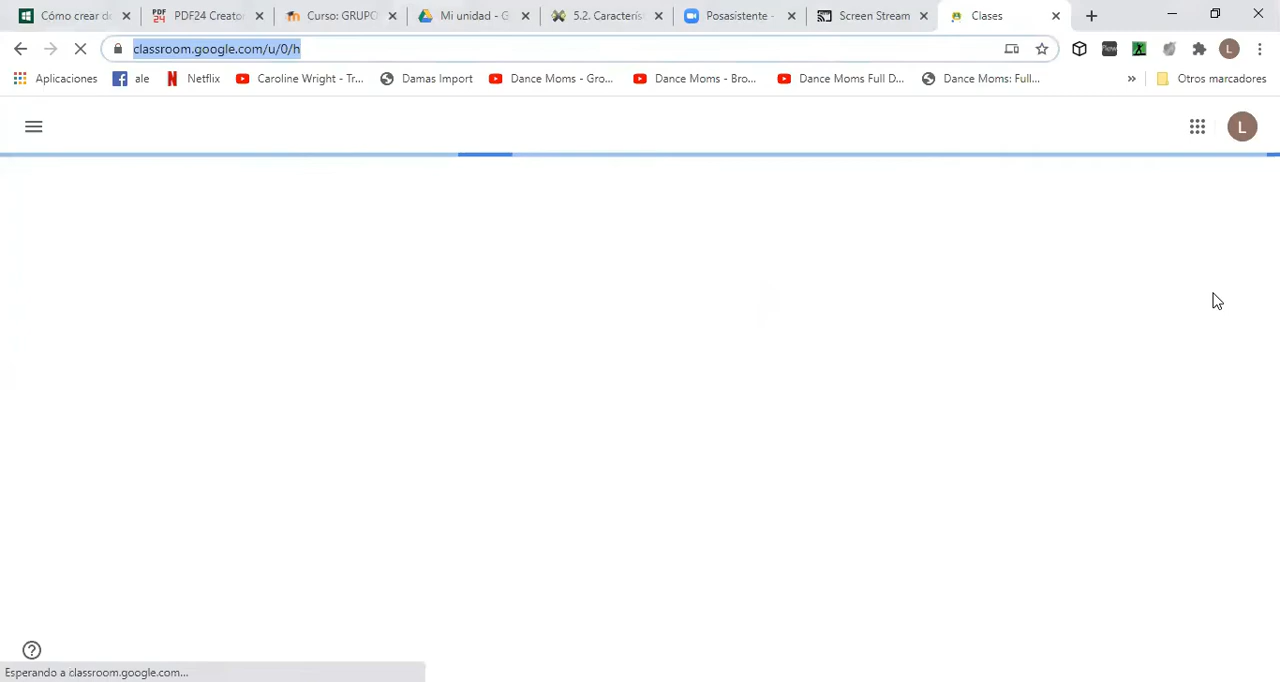 Cómo crear de PDF24 Creato Curso: GRUPO Mi unidad - G 5.2. Caracterís Posasistente - Screen Stream Clases
classroom.google.com/u/0/h
Aplicaciones ale Netflix Caroline Wright - Tr... Damas Import Dance Moms - Gro... Dance Moms - Bro... Dance Moms Full D... Dance Moms: Full... » Otros marcadores
L
Esperando a classroom.google.com...